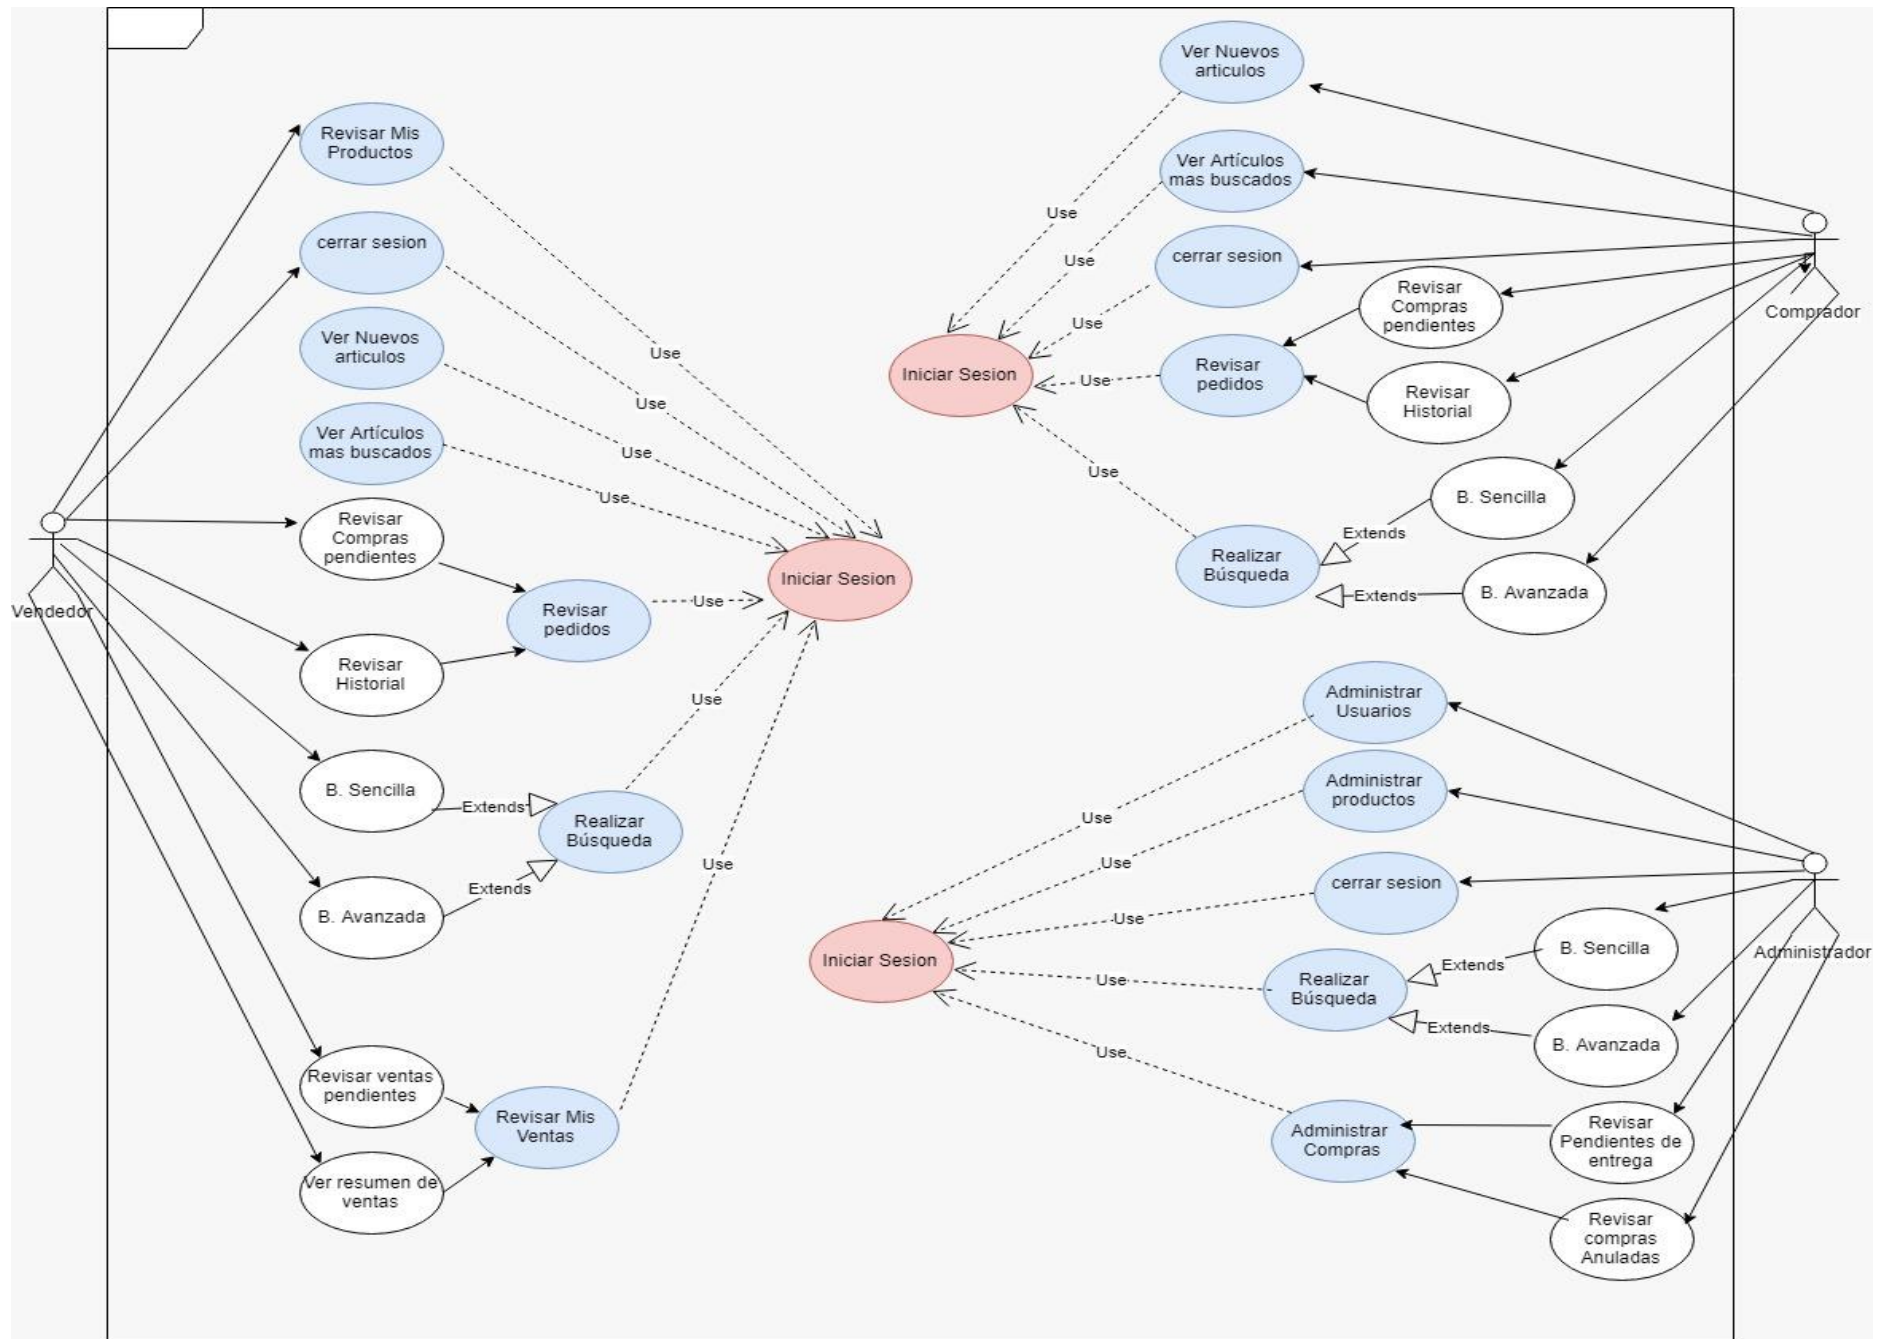 Revisar Mis
Productos
cerrar sesion
Ver Nuevos
articulos
Ver Artículos
mas buscados
Revisar
Compras
pendientes
Revisar
pedidos
Revisar
Historial
B. Sencilla
Extends
Realizar
Búsqueda
B. Avanzada
Extends
Revisar ventas
pendientes
Revisar Mis
Ventas
Ver resumen de
ventas
Vendedor
Use
Use
Use
Use
Use
Use
Use
Iniciar Sesion
Ver Nuevos
articulos
Ver Artículos
mas buscados
cerrar sesion
Revisar
Compras
pendientes
Revisar
pedidos
Revisar
Historial
B. Sencilla
Extends
Realizar
Búsqueda
B. Avanzada
Extends
Use
Use
Use
Use
Use
Iniciar Sesion
Comprador
Administrar
Usuarios
Administrar
productos
cerrar sesion
B. Sencilla
Extends
Realizar
Búsqueda
B. Avanzada
Extends
Administrar
Compras
Revisar
Pendientes de
entrega
Revisar
compras
Anuladas
Use
Use
Use
Use
Use
Iniciar Sesion
Administrador